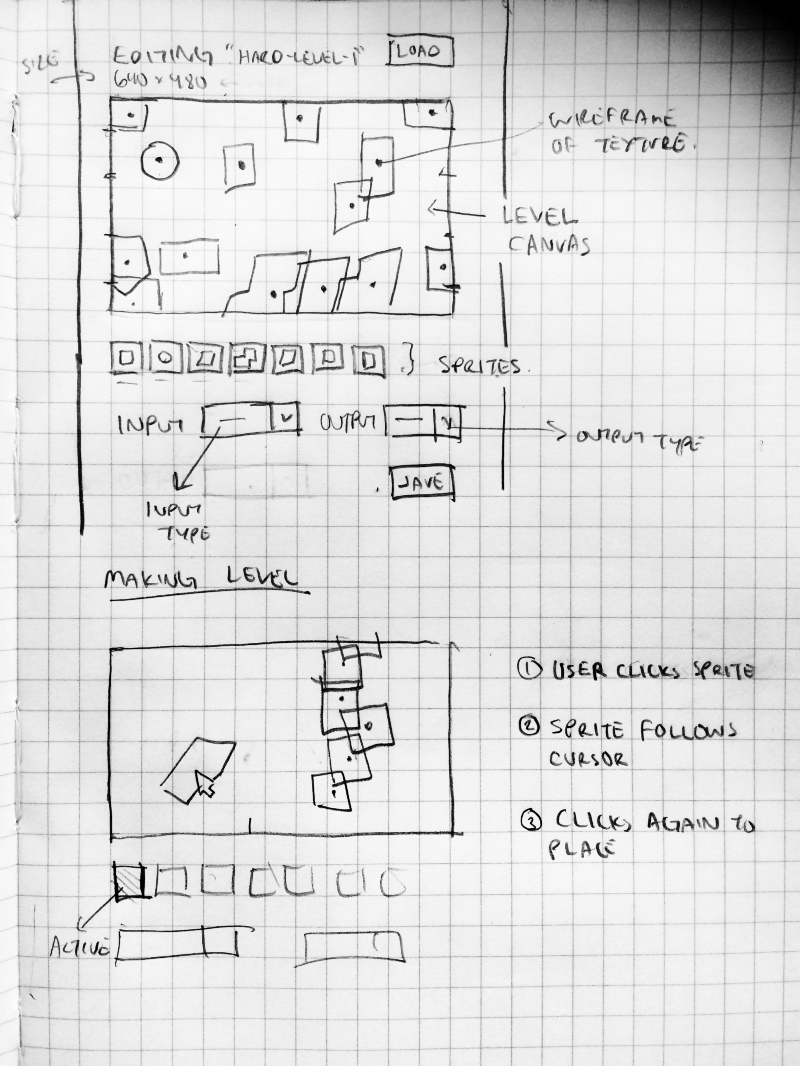 SIZE
EDITING "HARD-LEVEL-1"
LOAD
640 x 480
WIREFRAME
OF TEXTURE.
LEVEL
CANVAS
} SPRITES.
INPUT
OUTPUT
OUTPUT TYPE
SAVE
INPUT
TYPE
MAKING LEVEL
① USER CLICKS SPRITE
② SPRITE FOLLOWS
CURSOR
③ CLICKS AGAIN TO
PLACE
ACTIVE